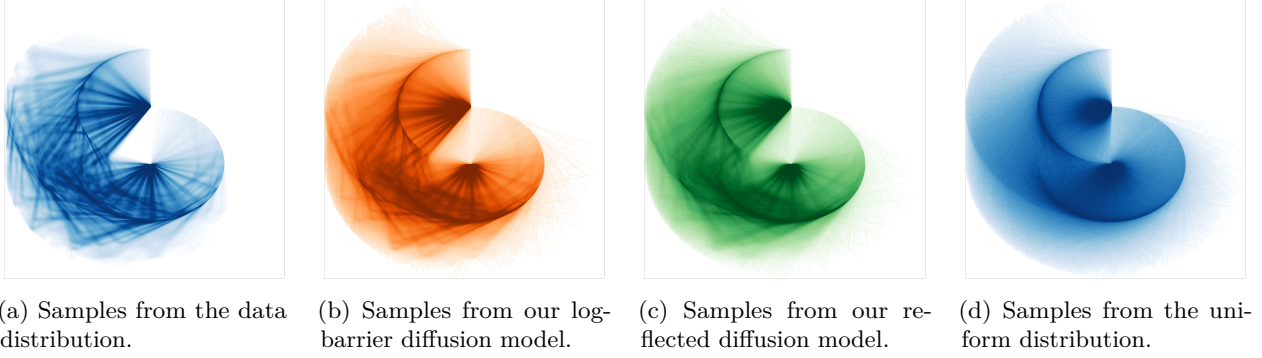 (a) Samples from the data
distribution.
(b) Samples from our log-
barrier diffusion model.
(c) Samples from our re-
flected diffusion model.
(d) Samples from the uni-
form distribution.